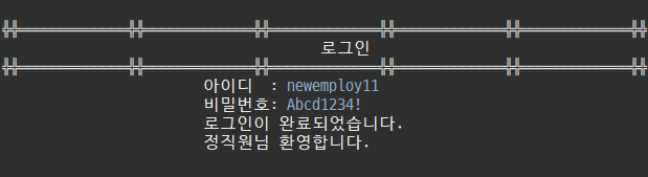 로그인
아이디 : newemploy11
비밀번호: Abcd1234!
로그인이 완료되었습니다.
정직원님 환영합니다.